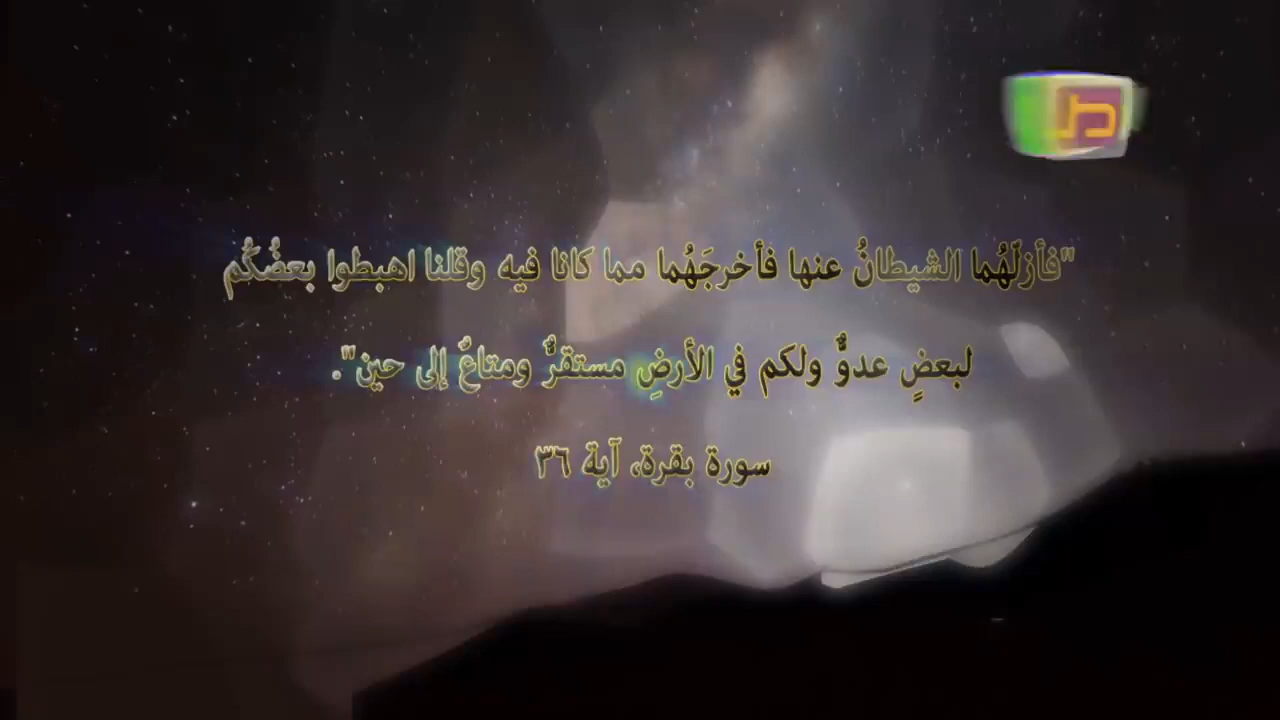 "فأزلّهُما الشيطانُ عنها فأخرجَهُما مما كانا فيه وقلنا اهبطوا بعضُكُم
لبعضٍ عدوٌّ ولكم في الأرضِ مستقرٌّ ومتاعٌ إلى حين".
سورة بقرة، آية ٣٦